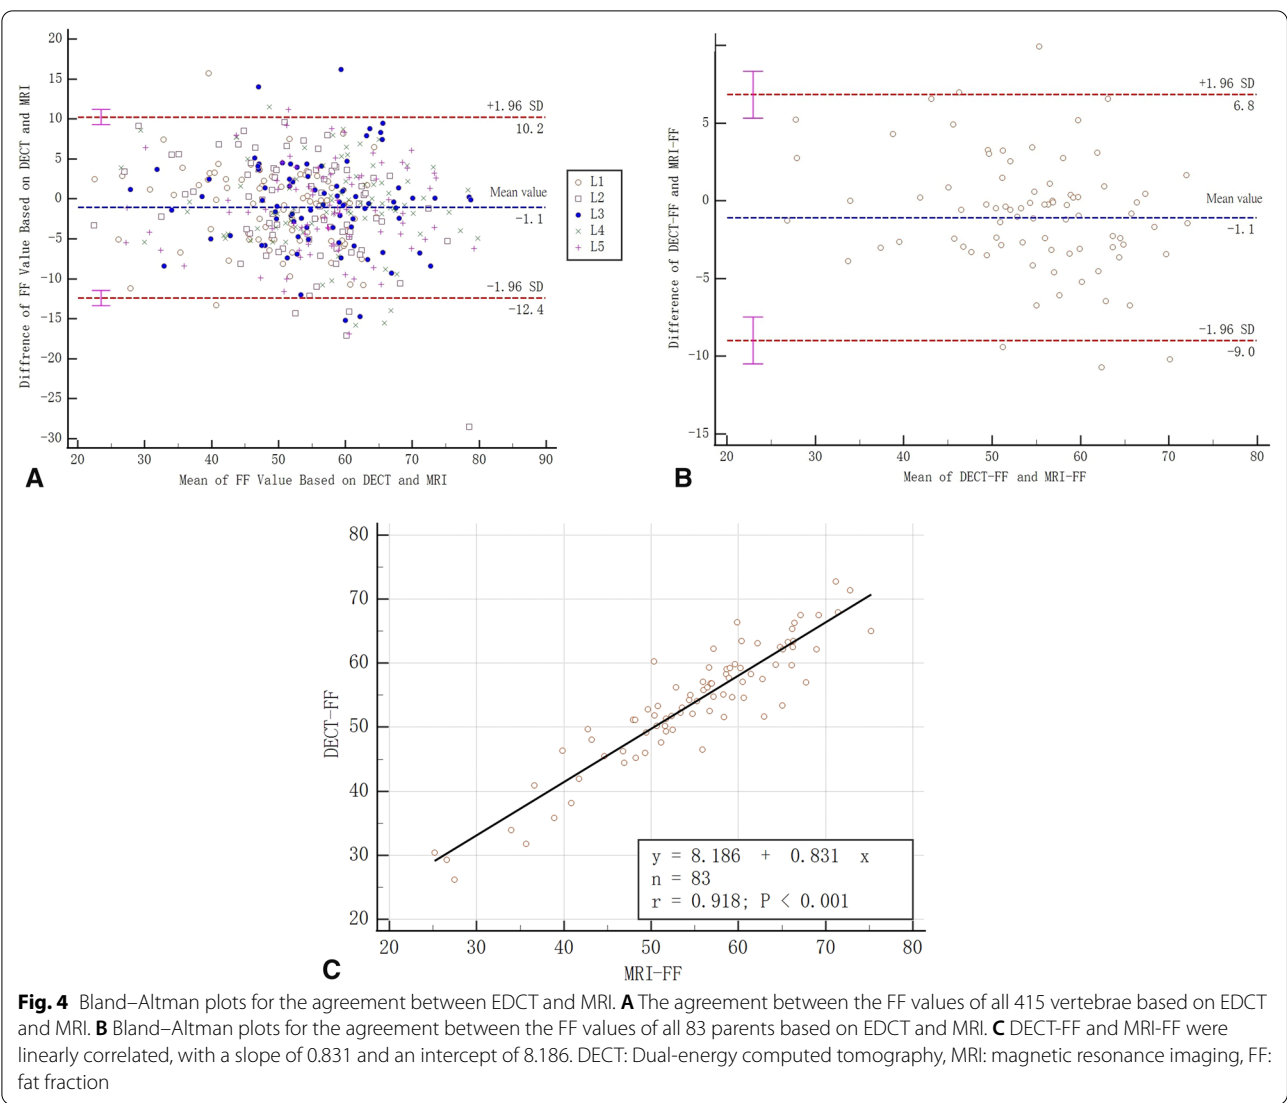 Diffrence of FF Value Based on DECT and MRI
20
15
10
5
0
−5
−10
−15
−20
−25
−30
+1.96 SD
10.2
Mean value
−1.1
−1.96 SD
−12.4
20 30 40 50 60 70 80 90
Mean of FF Value Based on DECT and MRI
L1
L2
L3
L4
L5
A
Difference of DECT-FF and MRI-FF
5
0
−5
−10
−15
+1.96 SD
6.8
Mean value
−1.1
−1.96 SD
−9.0
20 30 40 50 60 70 80
Mean of DECT-FF and MRI-FF
B
DECT-FF
80
70
60
50
40
30
20
y = 8.186 + 0.831 x
n = 83
r = 0.918; P < 0.001
20 30 40 50 60 70 80
MRI-FF
C
Fig. 4 Bland–Altman plots for the agreement between EDCT and MRI. A The agreement between the FF values of all 415 vertebrae based on EDCT
and MRI. B Bland–Altman plots for the agreement between the FF values of all 83 parents based on EDCT and MRI. C DECT-FF and MRI-FF were
linearly correlated, with a slope of 0.831 and an intercept of 8.186. DECT: Dual-energy computed tomography, MRI: magnetic resonance imaging, FF:
fat fraction